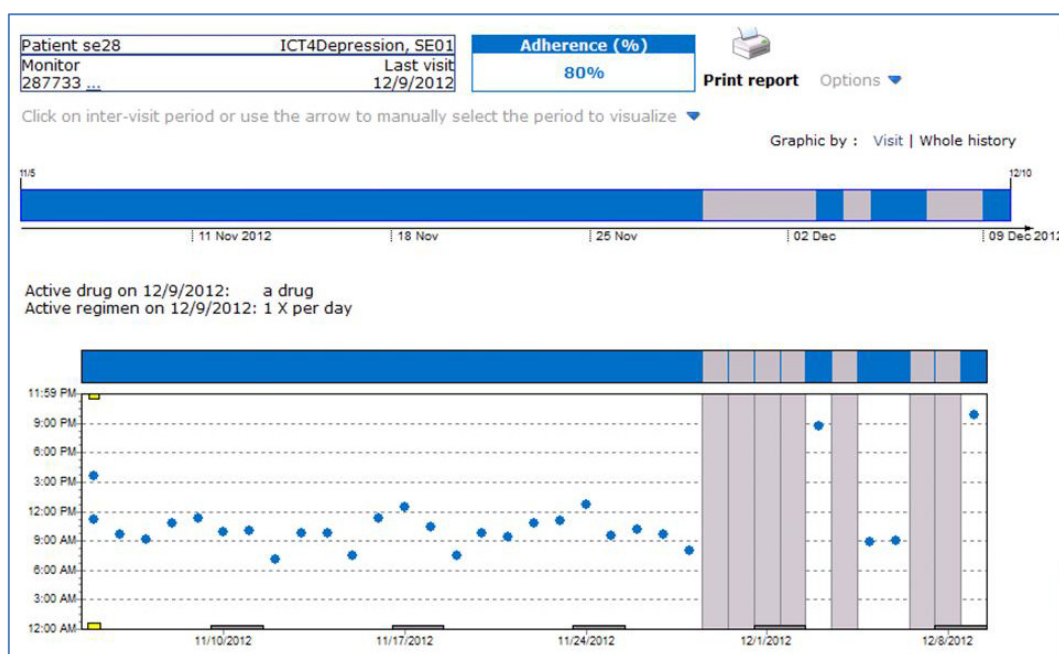 Patient se28 ICT4Depression, SE01
Monitor Last visit
287733 ... 12/9/2012
Adherence (%)
80%
Print report Options
Click on inter-visit period or use the arrow to manually select the period to visualize
Graphic by : Visit | Whole history
11/5 12/10
11 Nov 2012 18 Nov 25 Nov 02 Dec 09 Dec 2012
Active drug on 12/9/2012: a drug
Active regimen on 12/9/2012: 1 X per day
11:59 PM
9:00 PM
6:00 PM
3:00 PM
12:00 PM
9:00 AM
6:00 AM
3:00 AM
12:00 AM
11/10/2012 11/17/2012 11/24/2012 12/1/2012 12/8/2012